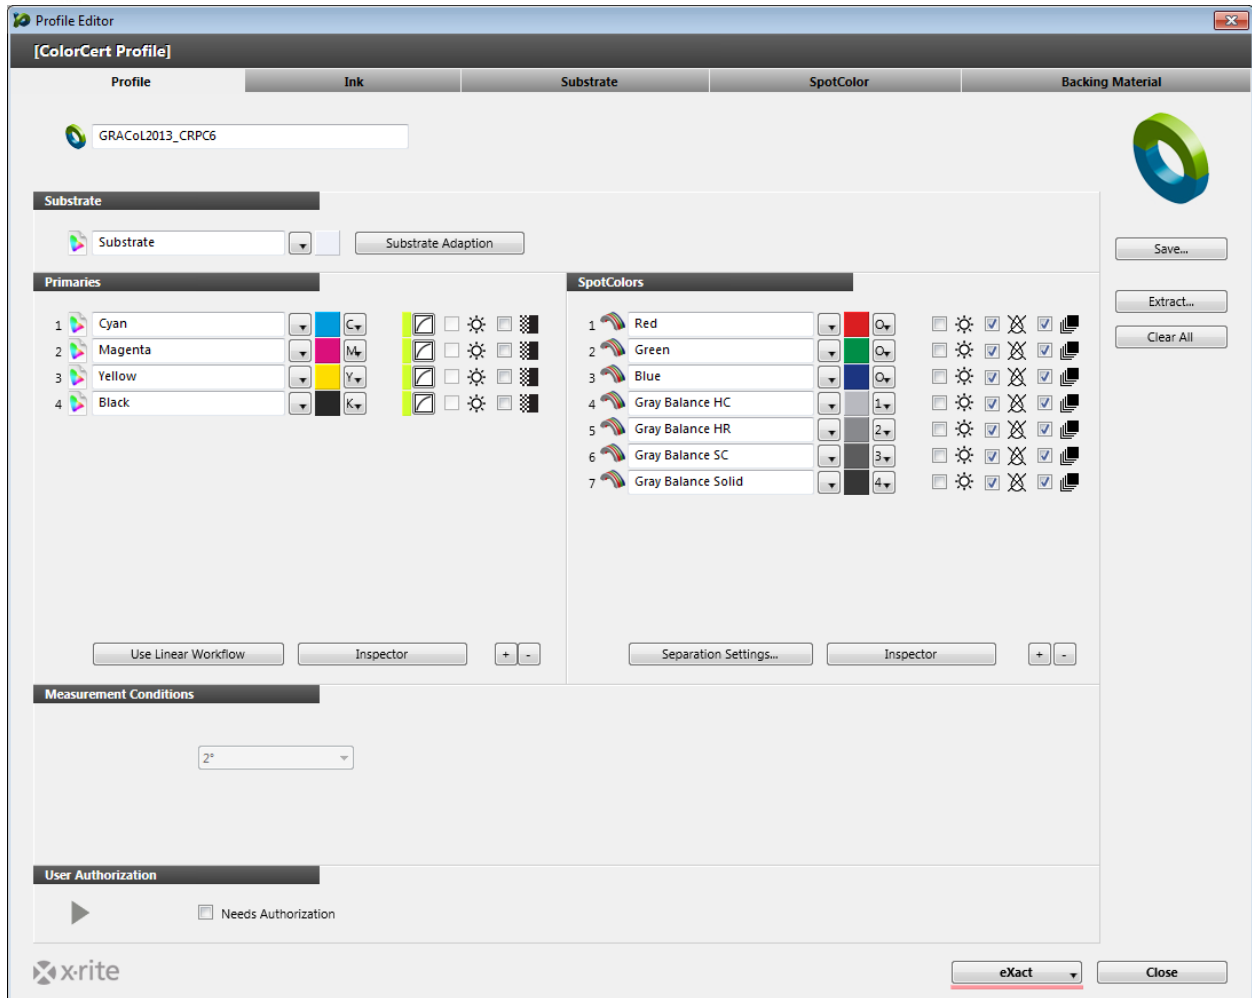 Profile Editor
[ColorCert Profile]
Profile Ink Substrate SpotColor Backing Material
GRACoL2013_CRPC6
Substrate
Substrate Substrate Adaption
Save...
Primaries SpotColors
Extract...
1 Cyan C 1 Red O
Clear All
2 Magenta M 2 Green O
3 Yellow Y 3 Blue O
4 Black K 4 Gray Balance HC 1
5 Gray Balance HR 2
6 Gray Balance SC 3
7 Gray Balance Solid 4
Use Linear Workflow Inspector + - Separation Settings... Inspector + -
Measurement Conditions
2°
User Authorization
Needs Authorization
x·rite eXact Close